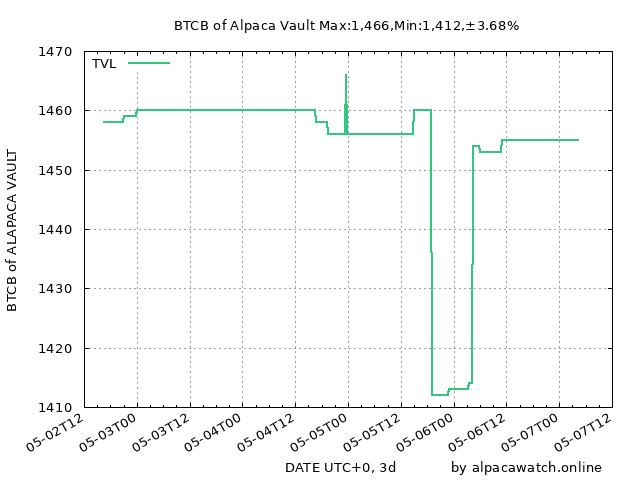 BTCB of Alpaca Vault Max:1,466,Min:1,412,±3.68%
TVL
1470
1460
1450
1440
1430
1420
1410
BTCB of ALAPACA VAULT
05-02T12
05-03T00
05-03T12
05-04T00
05-04T12
05-05T00
05-05T12
05-06T00
05-06T12
05-07T00
05-07T12
DATE UTC+0, 3d
by alpacawatch.online